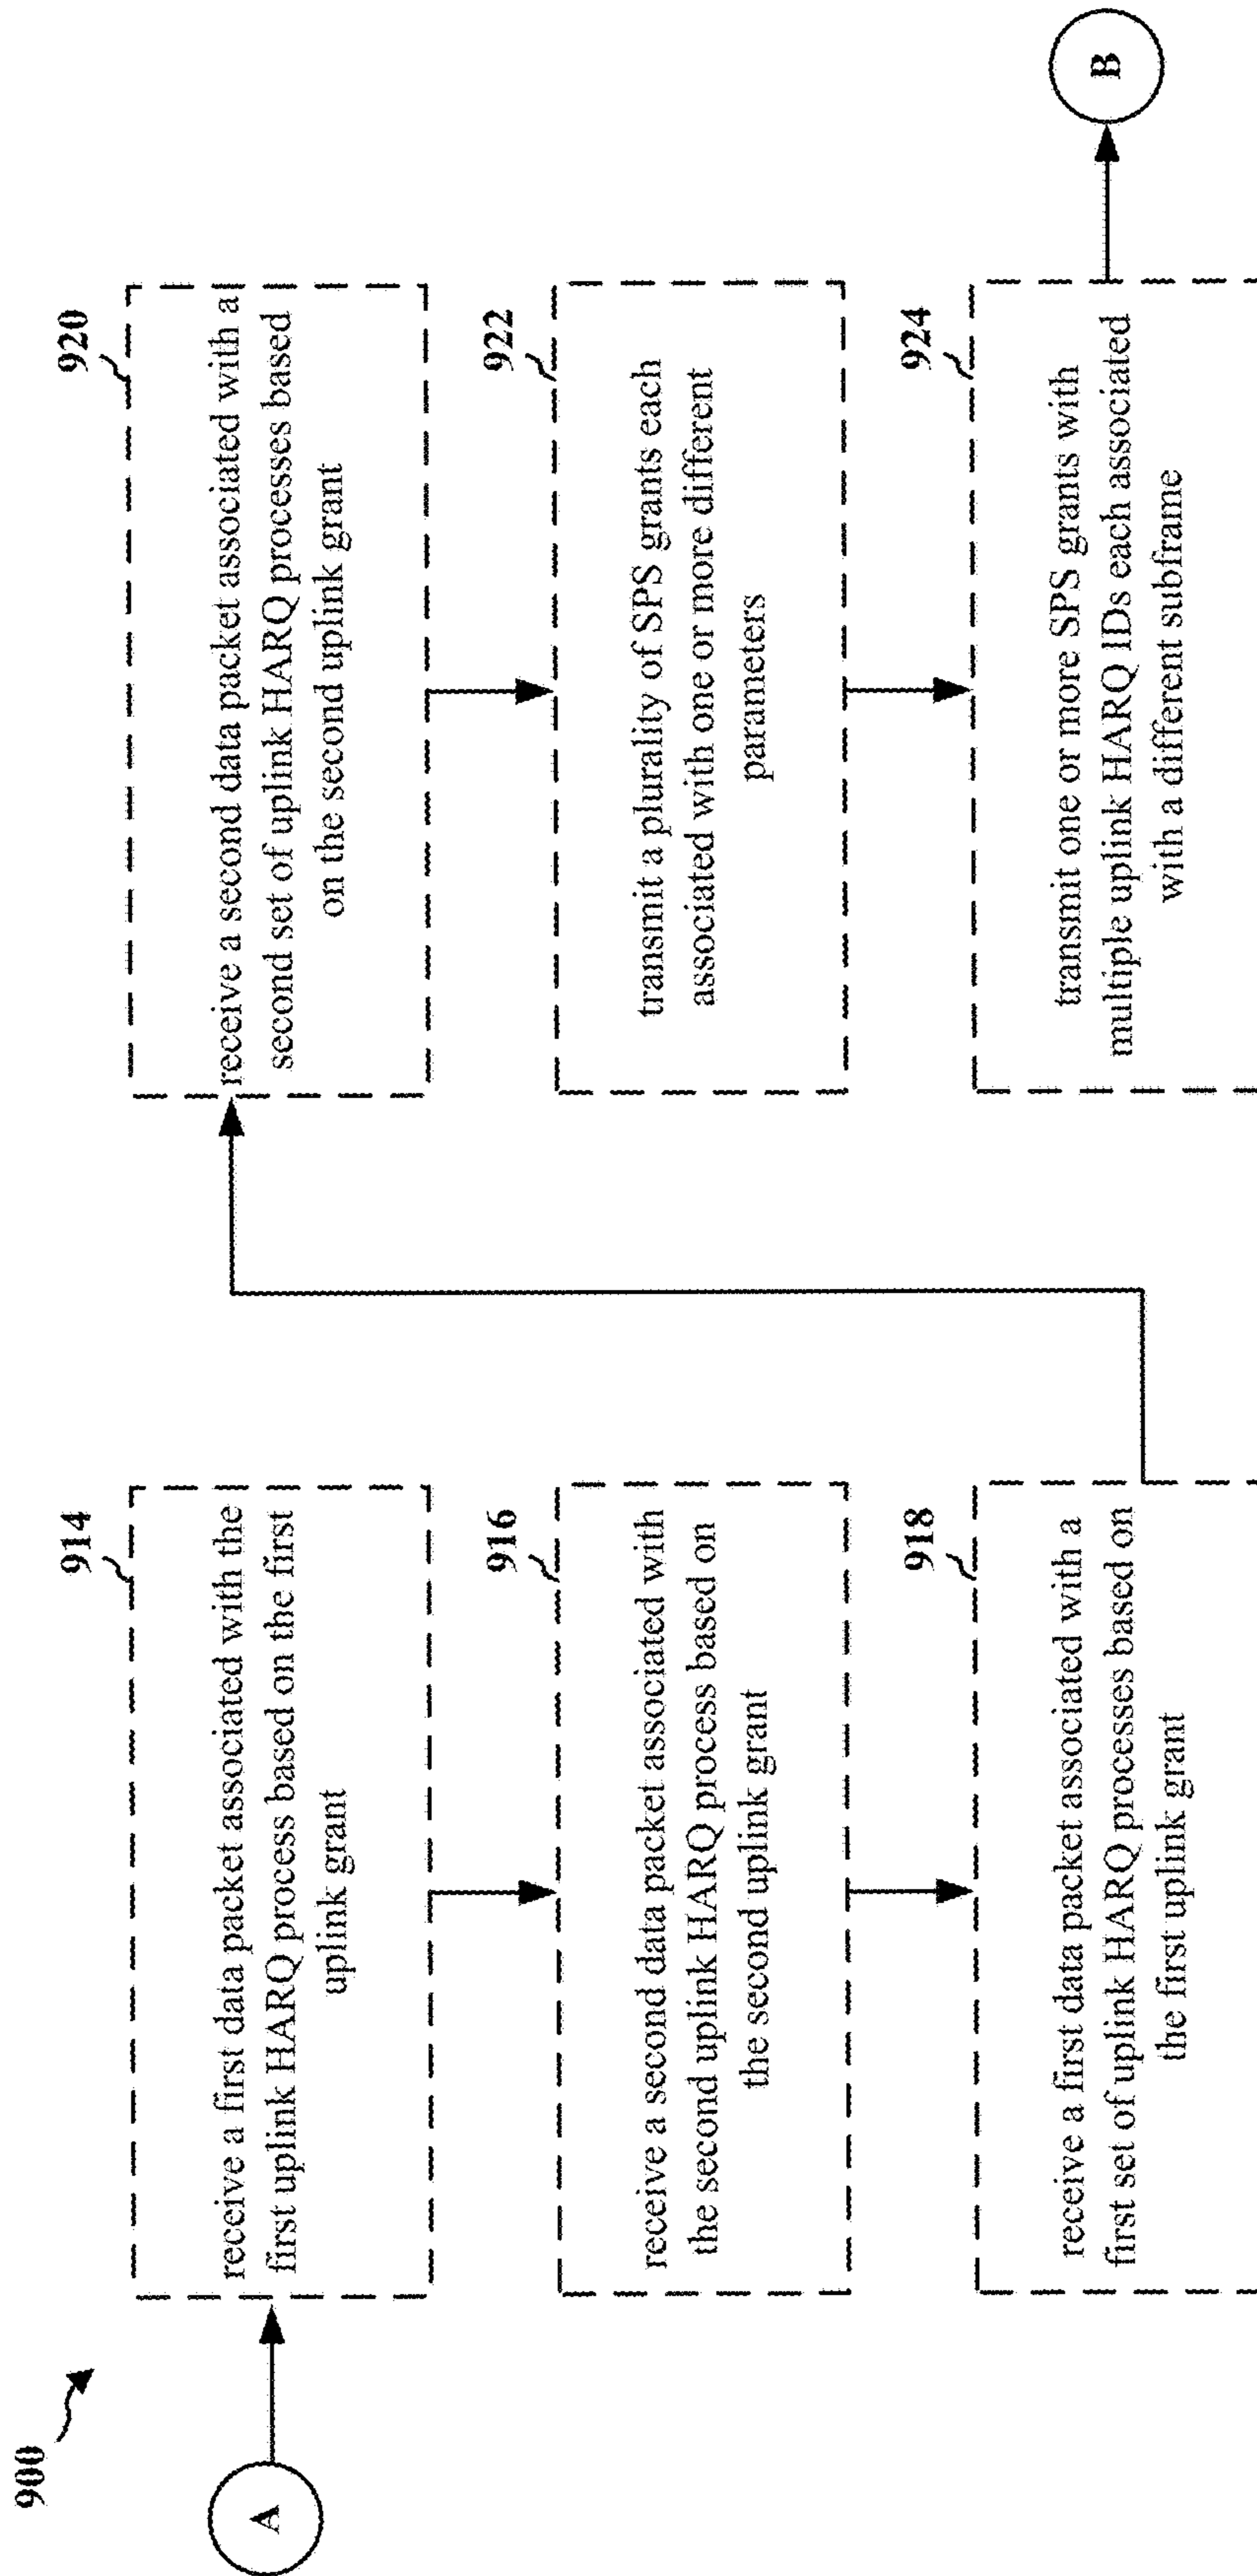 900
A
914
receive a first data packet associated with the
first uplink HARQ process based on the first
uplink grant
916
receive a second data packet associated with
the second uplink HARQ process based on
the second uplink grant
918
receive a first data packet associated with a
first set of uplink HARQ processes based on
the first uplink grant
920
receive a second data packet associated with a
second set of uplink HARQ processes based
on the second uplink grant
922
transmit a plurality of SPS grants each
associated with one or more different
parameters
924
transmit one or more SPS grants with
multiple uplink HARQ IDs each associated
with a different subframe
B